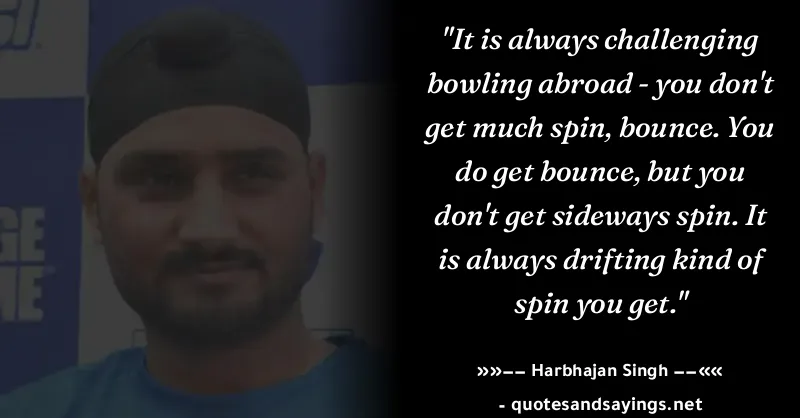 "It is always challenging
bowling abroad - you don't
get much spin, bounce. You
do get bounce, but you
don't get sideways spin. It
is always drifting kind of
spin you get."
»»—— Harbhajan Singh ——««
- quotesandsayings.net